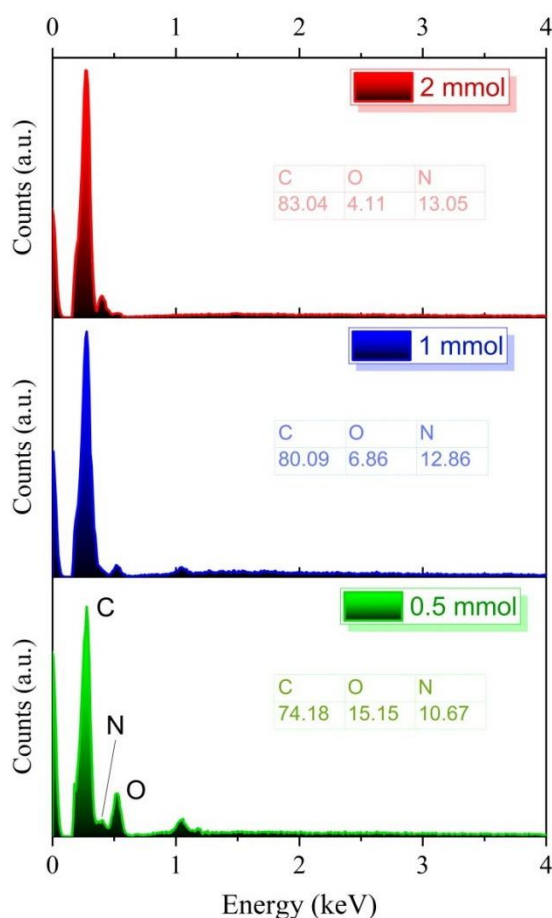 0 1 2 3 4
Counts (a.u.)
2 mmol
C O N
83.04 4.11 13.05
Counts (a.u.)
1 mmol
C O N
80.09 6.86 12.86
Counts (a.u.)
0.5 mmol
C
N
O
C O N
74.18 15.15 10.67
0 1 2 3 4
Energy (keV)